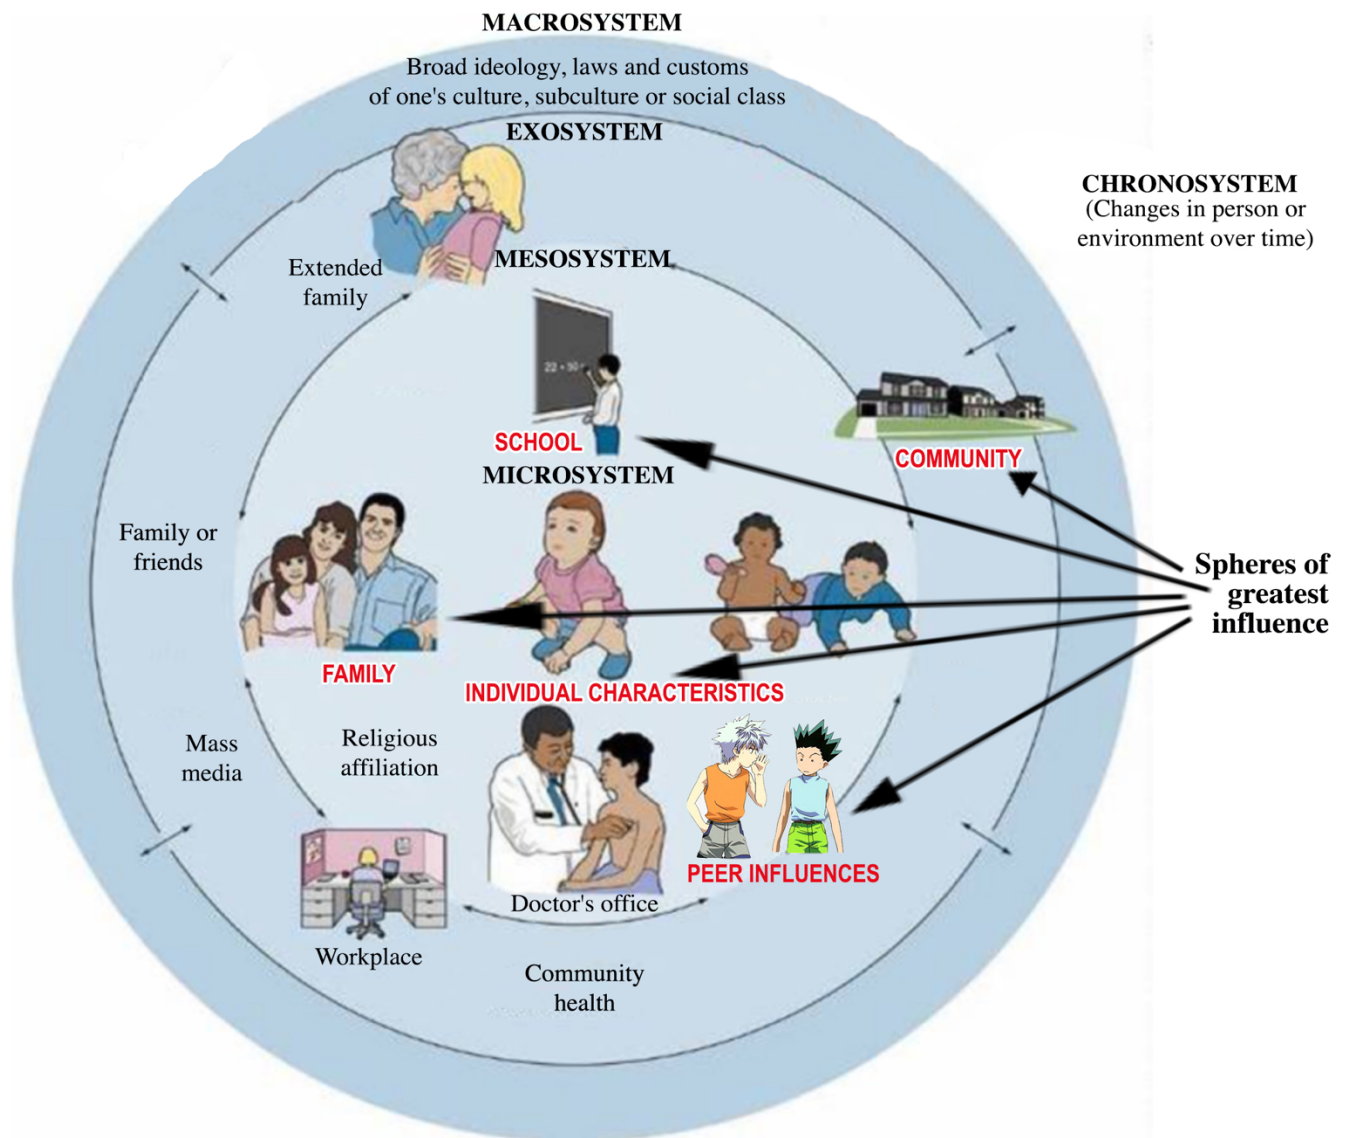 MACROSYSTEM
Broad ideology, laws and customs
of one's culture, subculture or social class
EXOSYSTEM
CHRONOSYSTEM
(Changes in person or
environment over time)
Extended
family
MESOSYSTEM
22 + 30 =
SCHOOL
COMMUNITY
MICROSYSTEM
Family or
friends
Spheres of
greatest
influence
FAMILY
INDIVIDUAL CHARACTERISTICS
Mass
media
Religious
affiliation
PEER INFLUENCES
Doctor's office
Workplace
Community
health